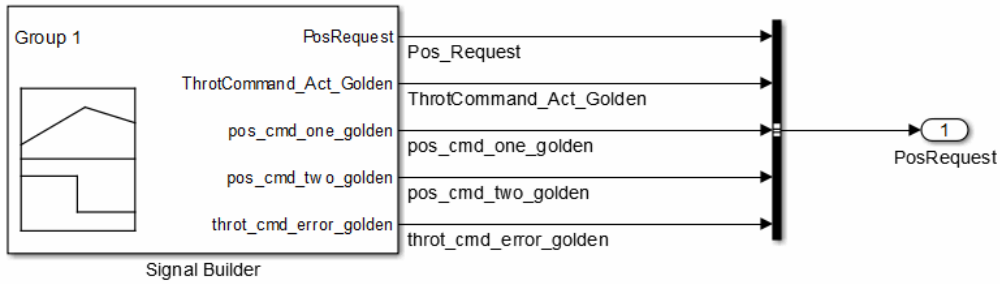 Group 1
PosRequest
Pos_Request
ThrotCommand_Act_Golden
ThrotCommand_Act_Golden
pos_cmd_one_golden
pos_cmd_one_golden
pos_cmd_two_golden
pos_cmd_two_golden
throt_cmd_error_golden
throt_cmd_error_golden
Signal Builder
1
PosRequest